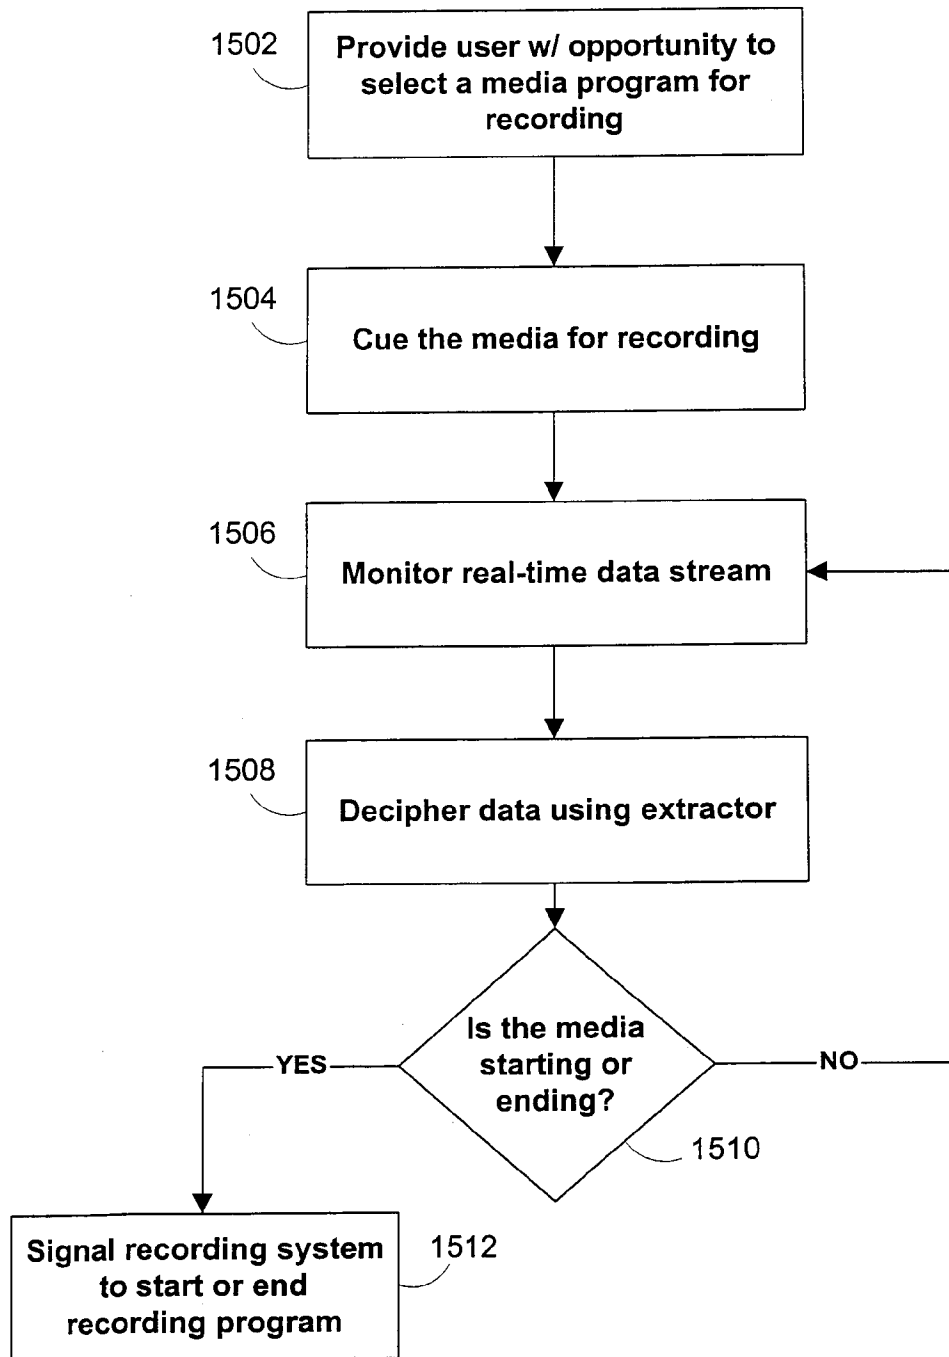 1502
Provide user w/ opportunity to
select a media program for
recording
1504
Cue the media for recording
1506
Monitor real-time data stream
1508
Decipher data using extractor
Is the media
starting or
ending?
YES
NO
1510
Signal recording system
to start or end
recording program
1512